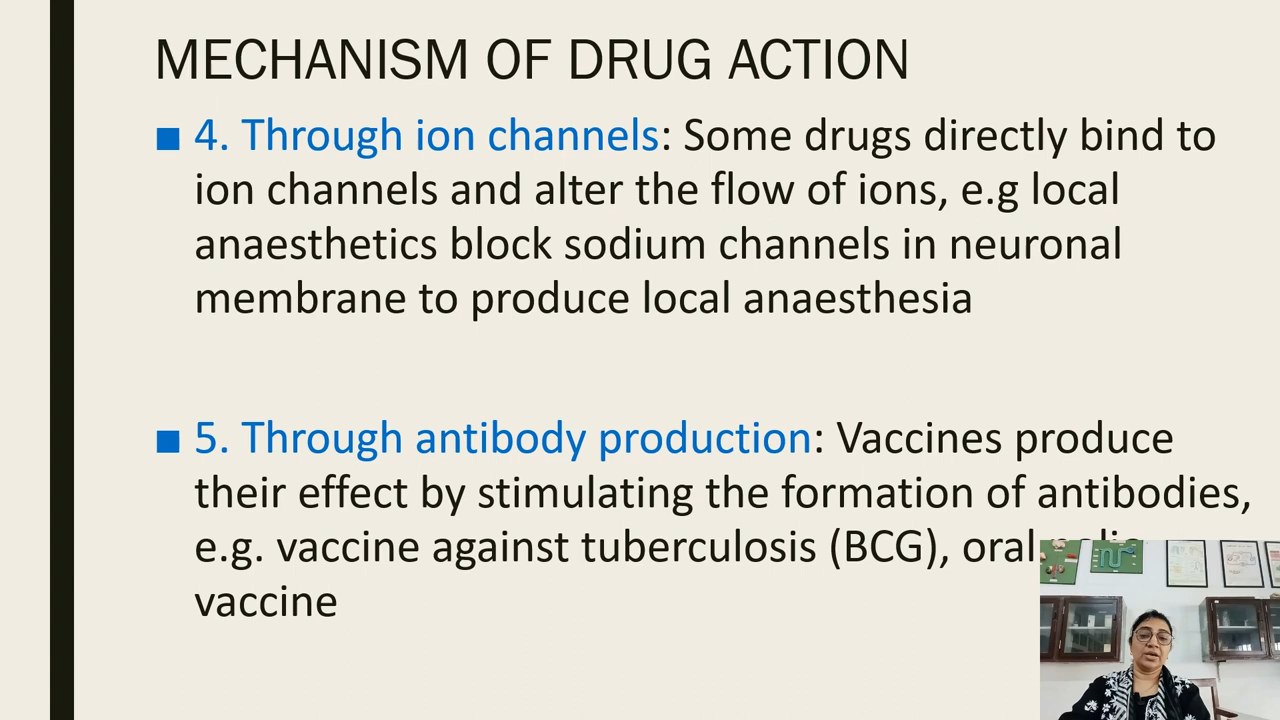 MECHANISM OF DRUG ACTION
■ 4. Through ion channels: Some drugs directly bind to
ion channels and alter the flow of ions, e.g local
anaesthetics block sodium channels in neuronal
membrane to produce local anaesthesia
■ 5. Through antibody production: Vaccines produce
their effect by stimulating the formation of antibodies,
e.g. vaccine against tuberculosis (BCG), oral
vaccine